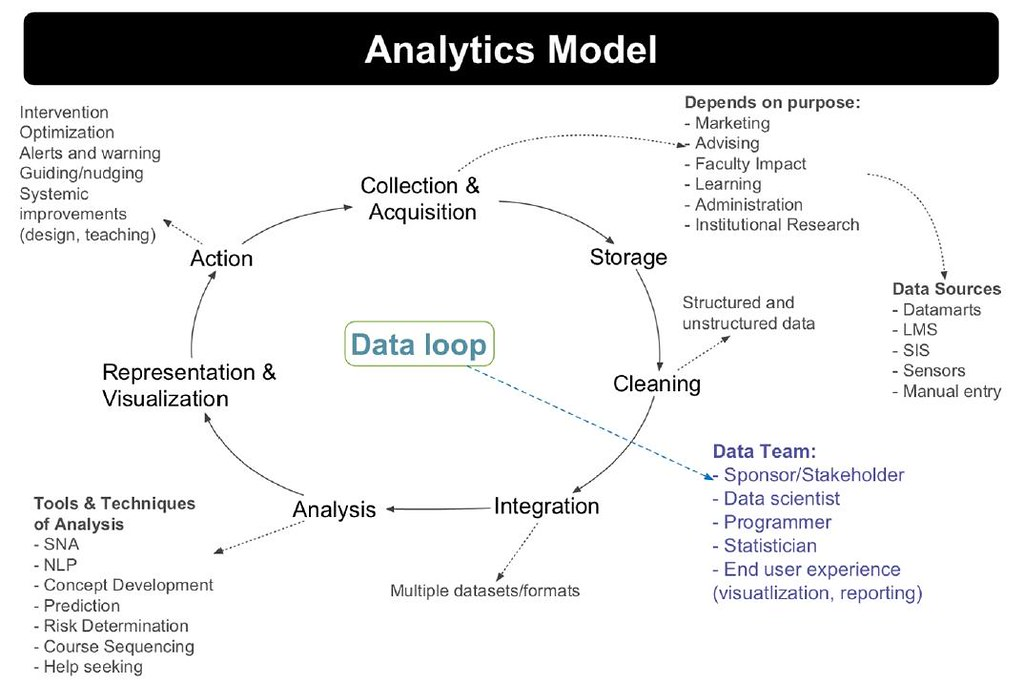 Analytics Model
Intervention
Optimization
Alerts and warning
Guiding/nudging
Systemic
improvements
(design, teaching)
Depends on purpose:
- Marketing
- Advising
- Faculty Impact
- Learning
- Administration
- Institutional Research
Collection &
Acquisition
Action
Storage
Data Sources
- Datamarts
- LMS
- SIS
- Sensors
- Manual entry
Structured and
unstructured data
Data loop
Representation &
Visualization
Cleaning
Data Team:
- Sponsor/Stakeholder
- Data scientist
- Programmer
- Statistician
- End user experience
(visuatlization, reporting)
Tools & Techniques
of Analysis
- SNA
- NLP
- Concept Development
- Prediction
- Risk Determination
- Course Sequencing
- Help seeking
Analysis
Integration
Multiple datasets/formats